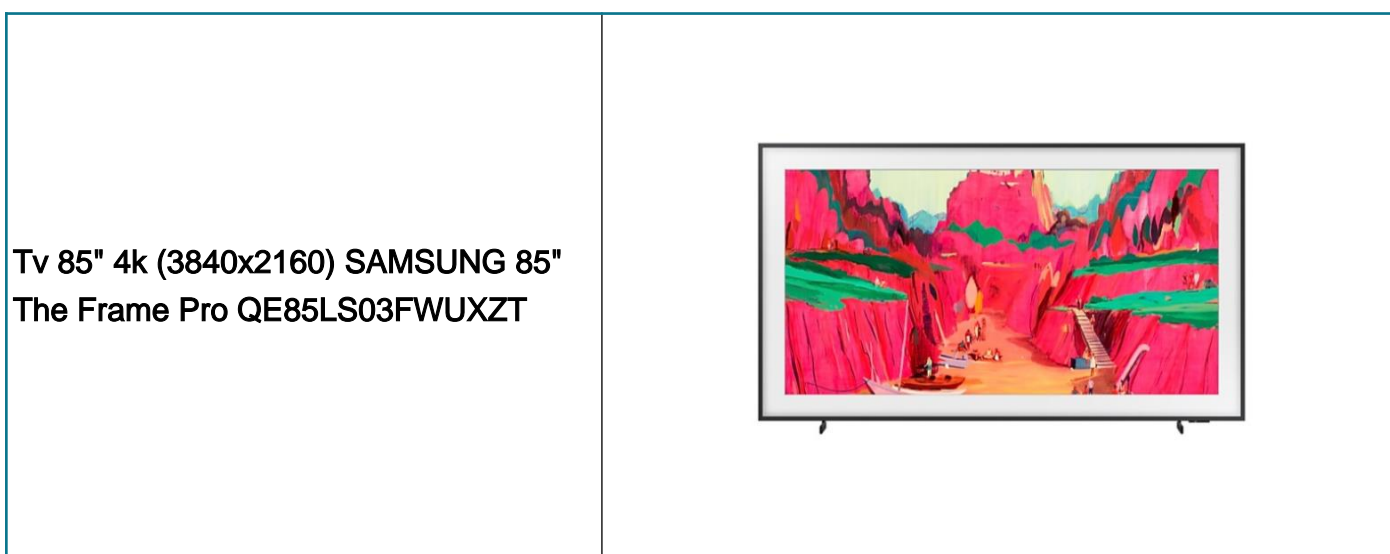 Tv 85" 4k (3840x2160) SAMSUNG 85"
The Frame Pro QE85LS03FWUXZT